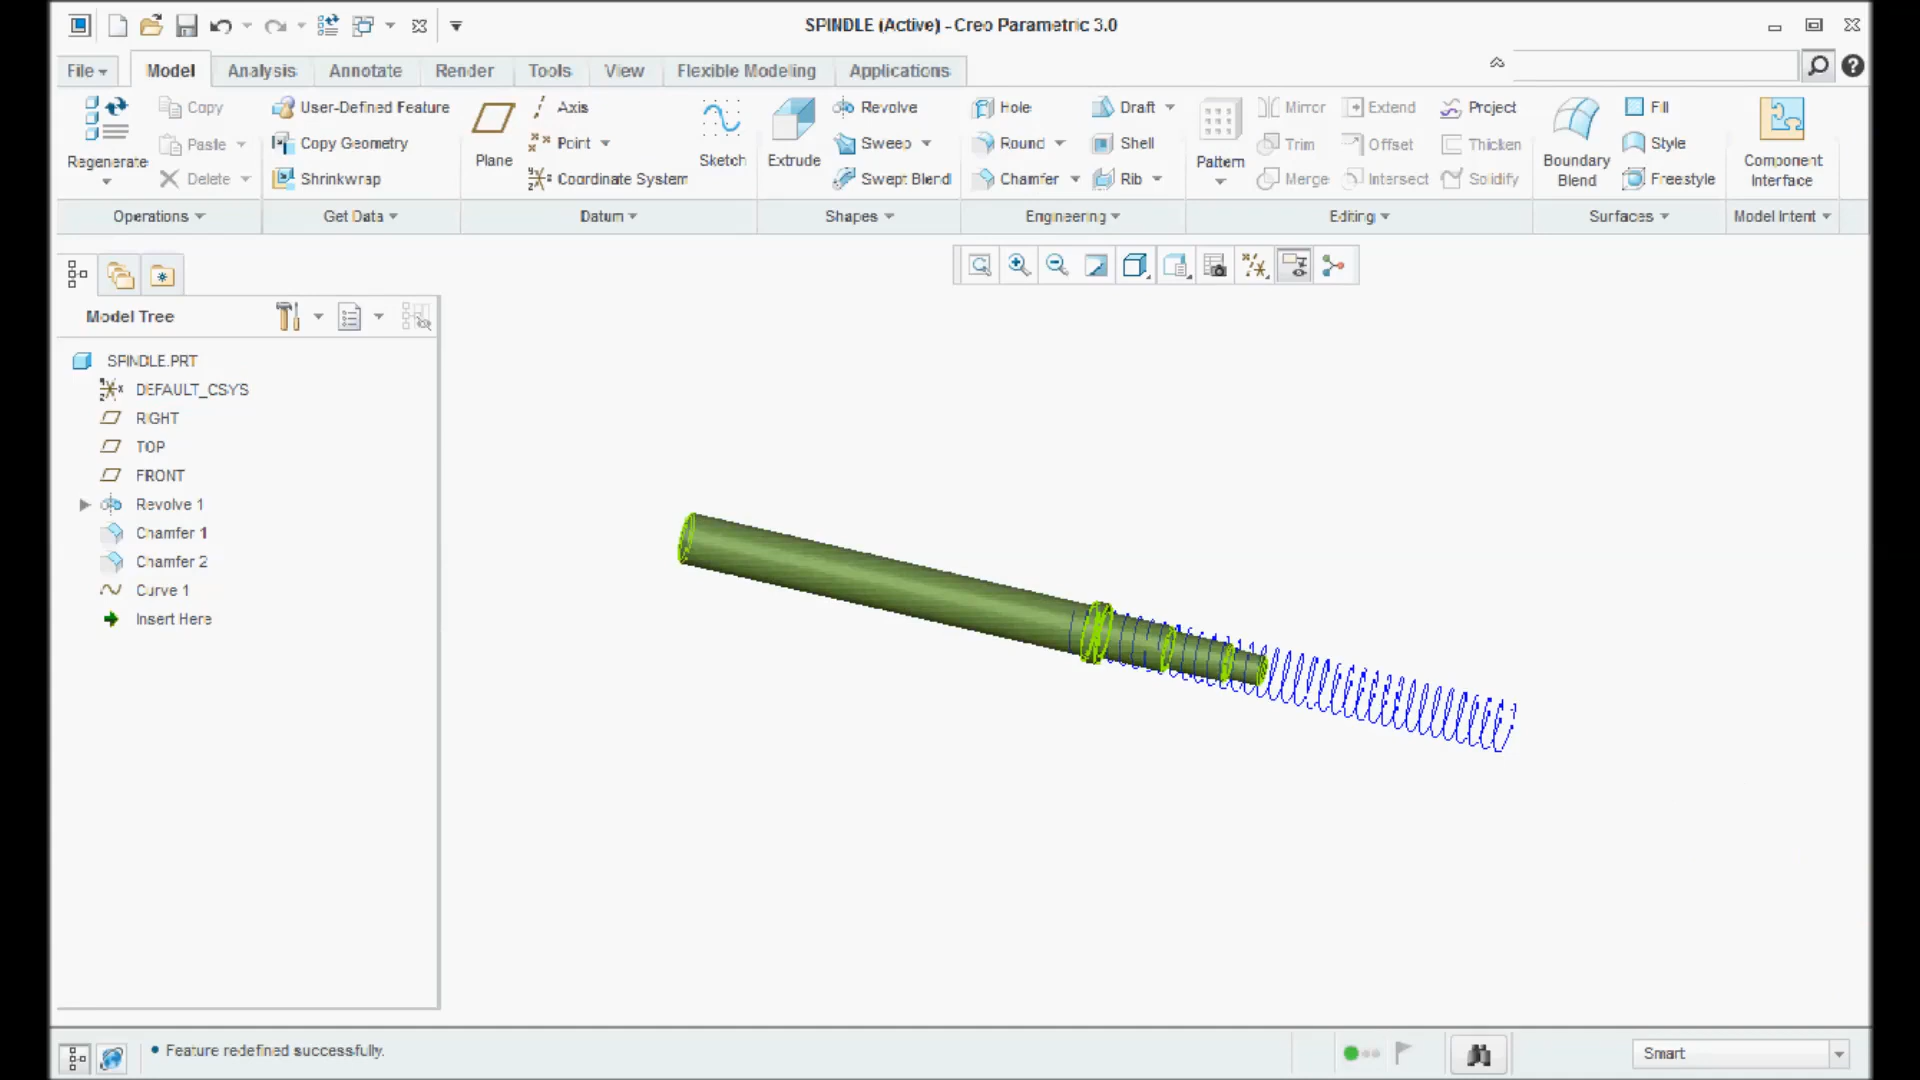 SPINDLE (Active) - Creo Parametric 3.0
File Model Analysis Annotate Render Tools View Flexible Modeling Applications
Regenerate
Copy
Paste
Delete
User-Defined Feature
Copy Geometry
Shrinkwrap
Plane
Axis
Point
Coordinate System
Sketch
Extrude
Revolve
Sweep
Swept Blend
Hole
Round
Chamfer
Draft
Shell
Rib
Pattern
Mirror
Trim
Merge
Extend
Offset
Intersect
Project
Thicken
Solidify
Boundary
Blend
Fill
Style
Freestyle
Component
Interface
Operations Get Data Datum Shapes Engineering Editing Surfaces Model Intent
Model Tree
SPINDLE.PRT
DEFAULT_CSYS
RIGHT
TOP
FRONT
Revolve 1
Chamfer 1
Chamfer 2
Curve 1
Insert Here
• Feature redefined successfully.
Smart